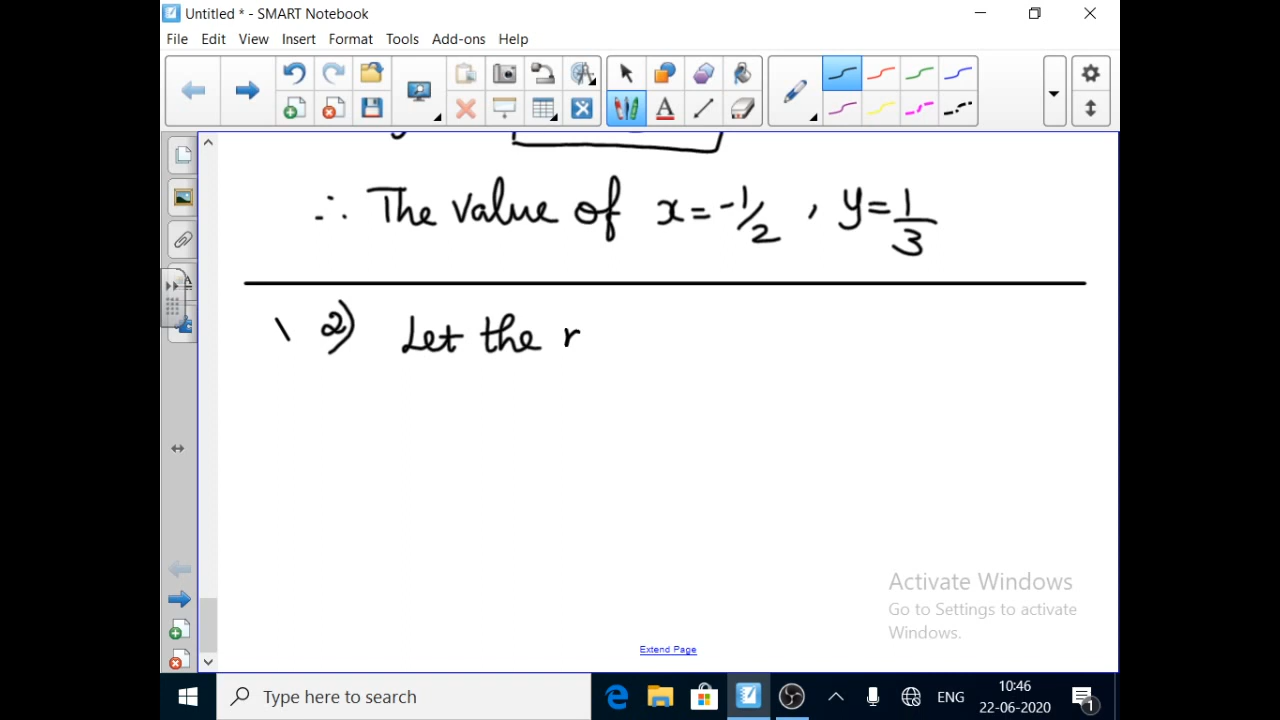 Untitled * - SMART Notebook
File Edit View Insert Format Tools Add-ons Help
∴ The value of x = -1/2 , y = 1/3
2) Let the r
Activate Windows
Go to Settings to activate
Windows.
Extend Page
Type here to search
ENG
10:46
22-06-2020
1